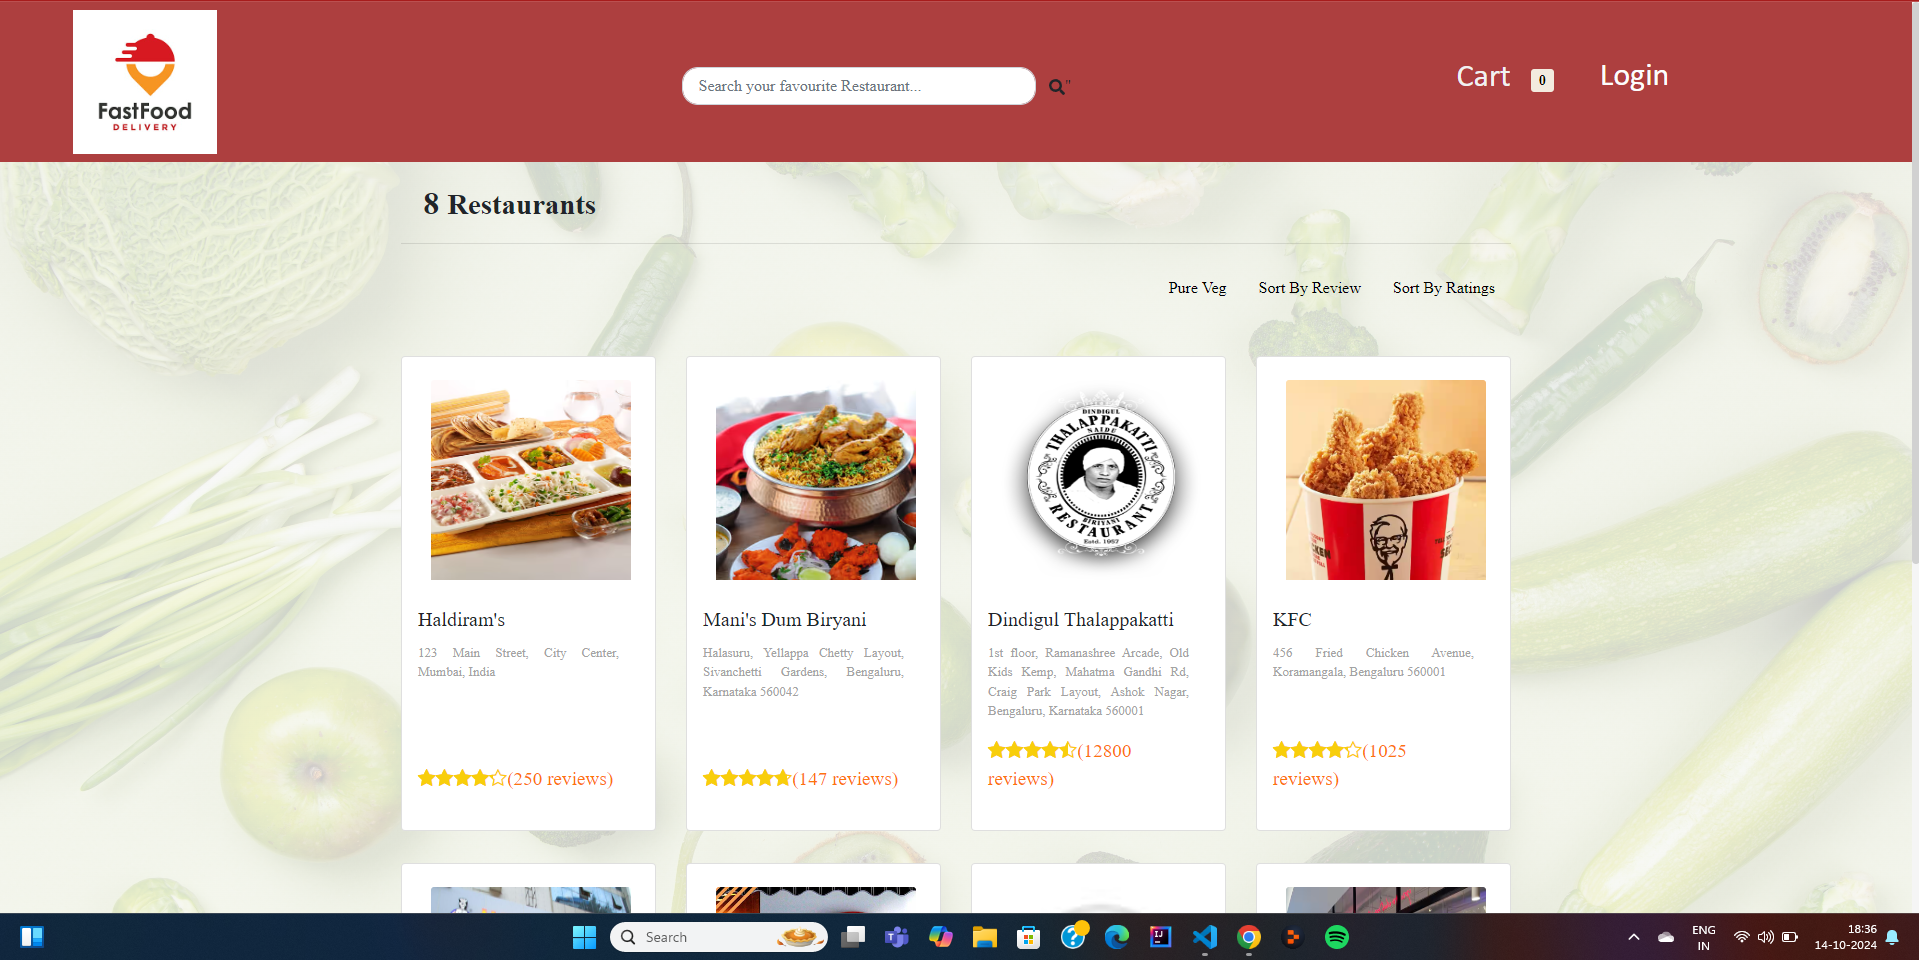 FastFood
DELIVERY
Search your favourite Restaurant...
"
Cart 0 Login
8 Restaurants
Pure Veg Sort By Review Sort By Ratings
DINDIGUL
THALAPPAKATTI
NAIDU
BIRIYANI
RESTAURANT
Estd. 1957
Haldiram's
123 Main Street, City Center,
Mumbai, India
(250 reviews)
Mani's Dum Biryani
Halasuru, Yellappa Chetty Layout,
Sivanchetti Gardens, Bengaluru,
Karnataka 560042
(147 reviews)
Dindigul Thalappakatti
1st floor, Ramanashree Arcade, Old
Kids Kemp, Mahatma Gandhi Rd,
Craig Park Layout, Ashok Nagar,
Bengaluru, Karnataka 560001
(12800
reviews)
KFC
456 Fried Chicken Avenue,
Koramangala, Bengaluru 560001
(1025
reviews)
Search
ENG
IN
18:36
14-10-2024